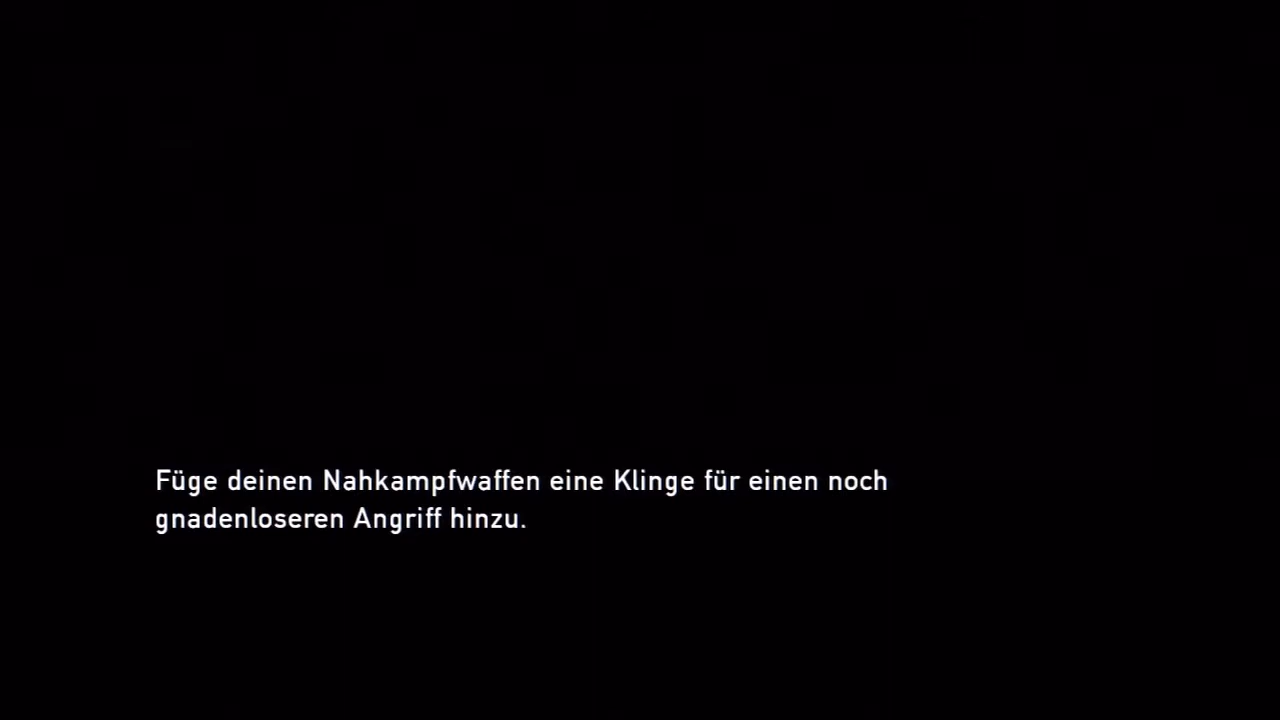 Füge deinen Nahkampfwaffen eine Klinge für einen noch
gnadenloseren Angriff hinzu.